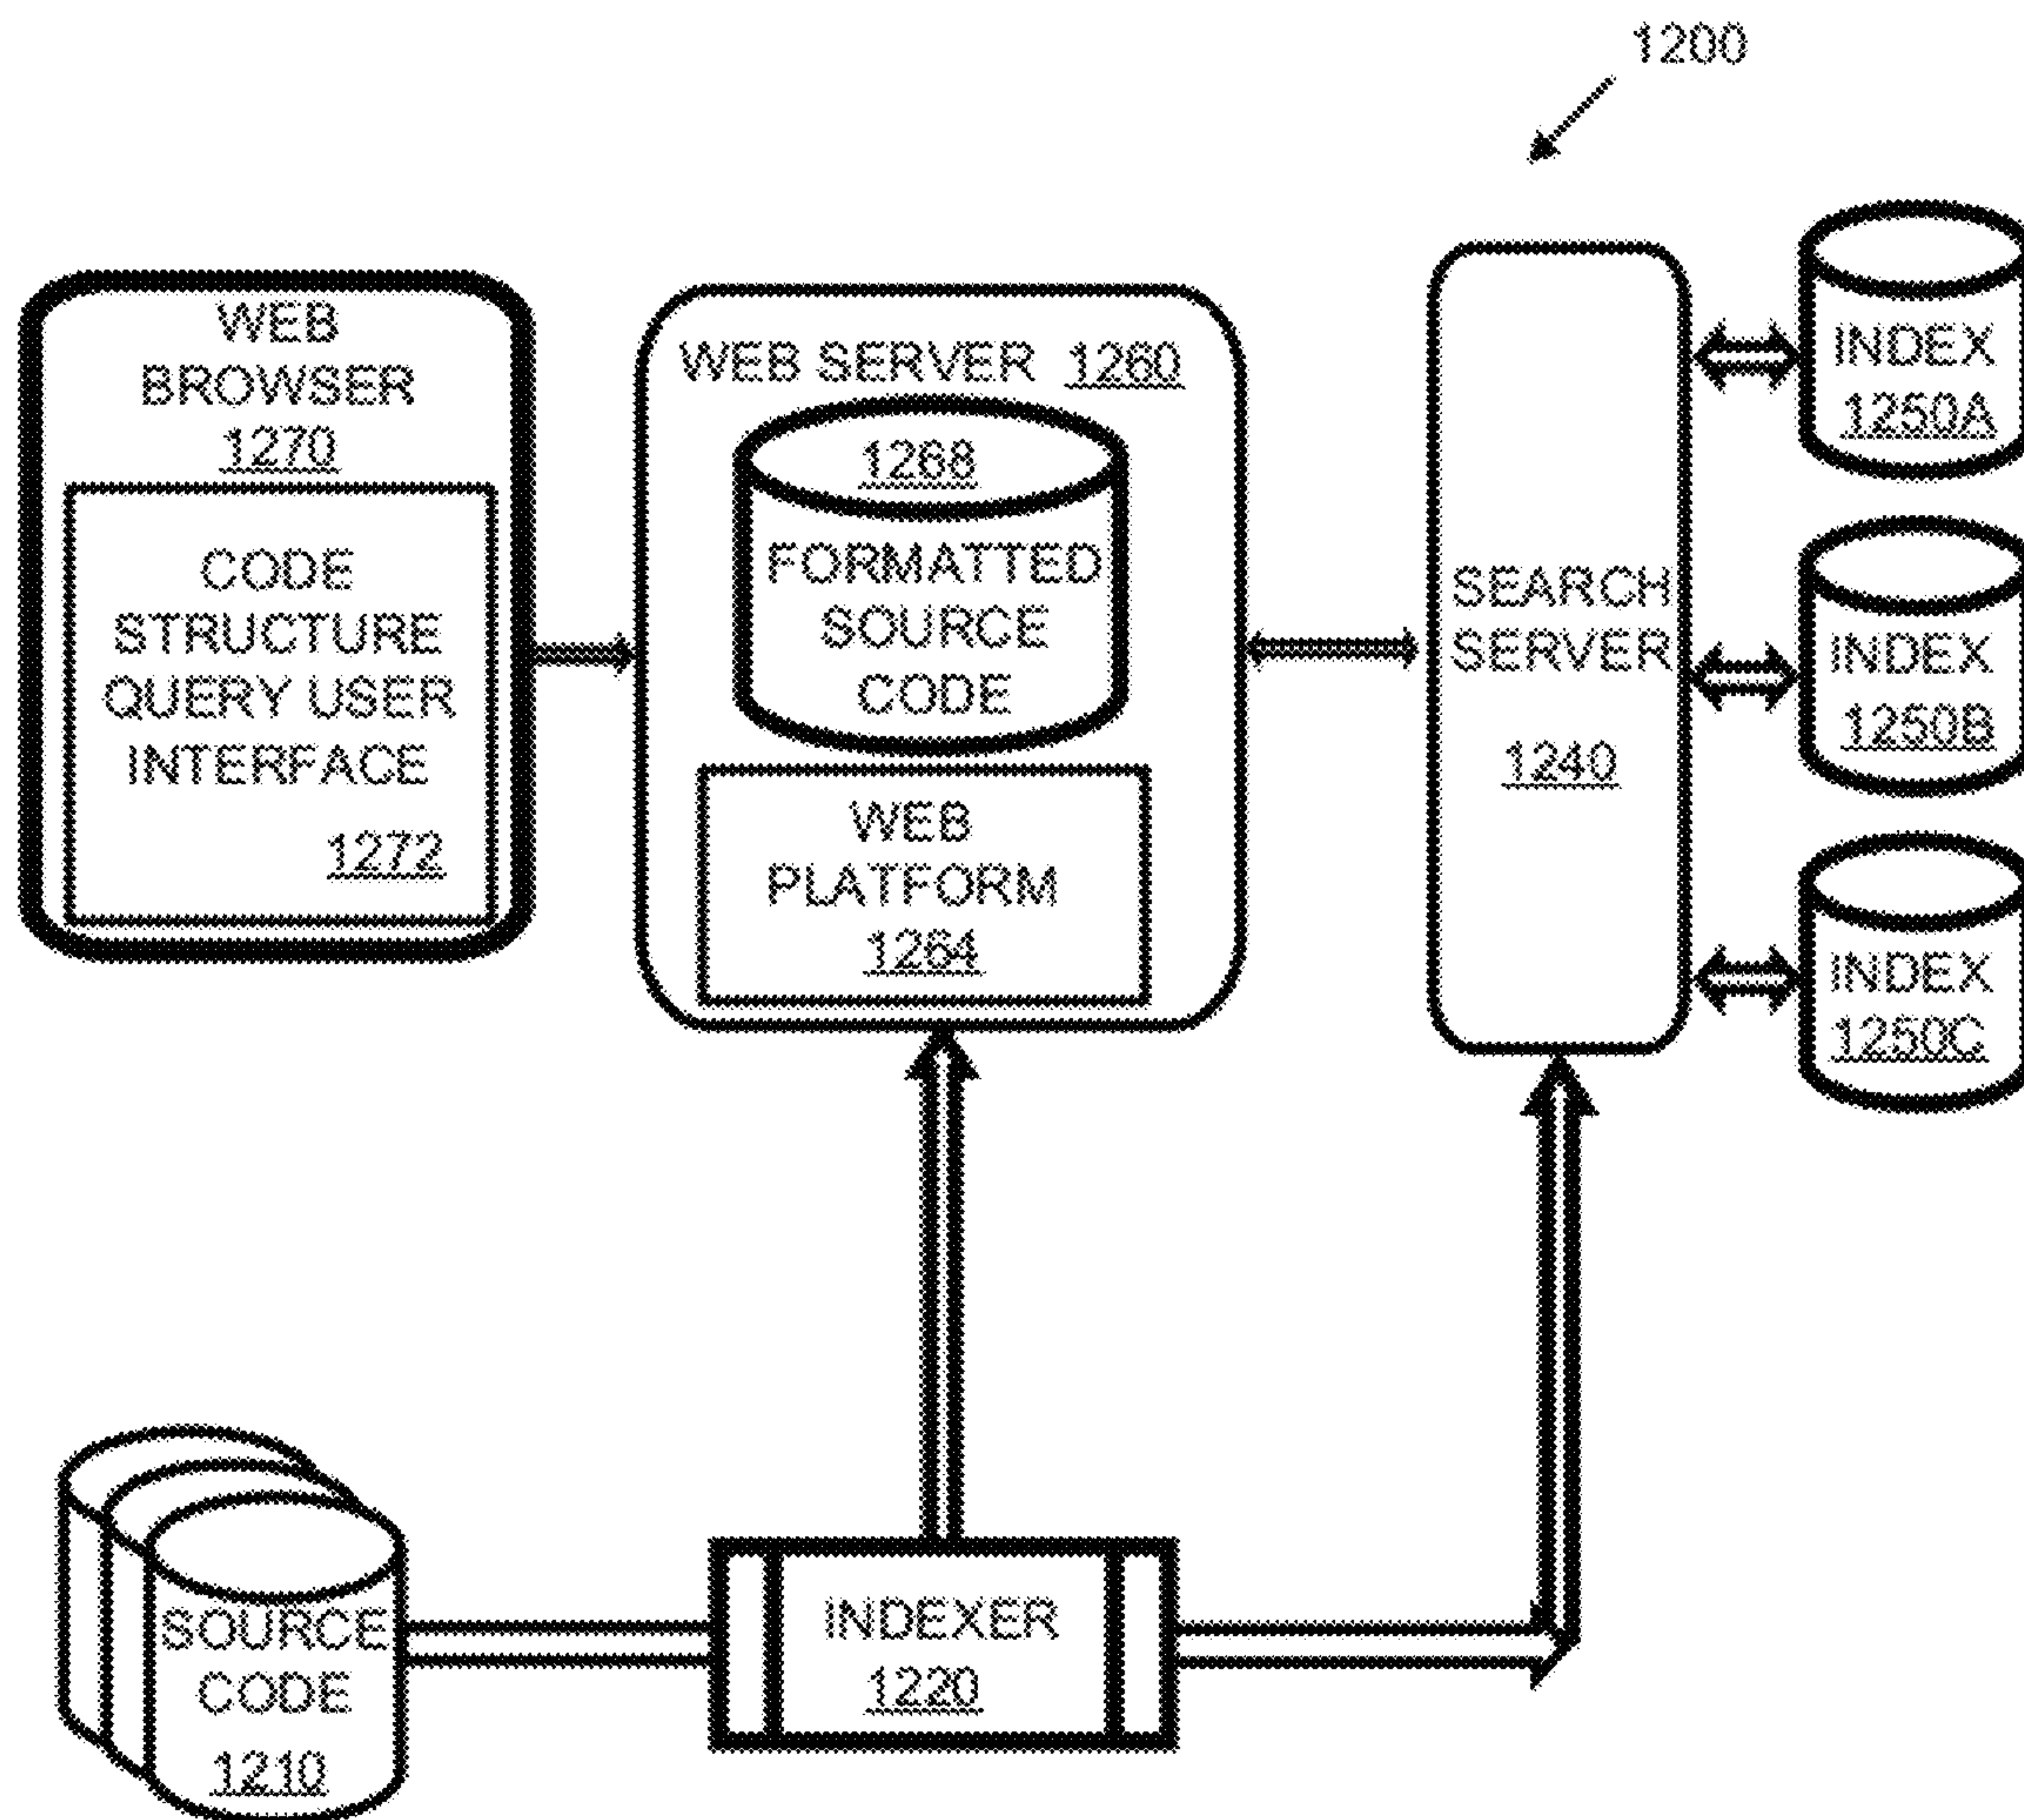 1200
WEB
BROWSER
1270
CODE
STRUCTURE
QUERY USER
INTERFACE
1272
WEB SERVER 1260
1268
FORMATTED
SOURCE
CODE
WEB
PLATFORM
1264
SEARCH
SERVER
1240
INDEX
1250A
INDEX
1250B
INDEX
1250C
SOURCE
CODE
1210
INDEXER
1220